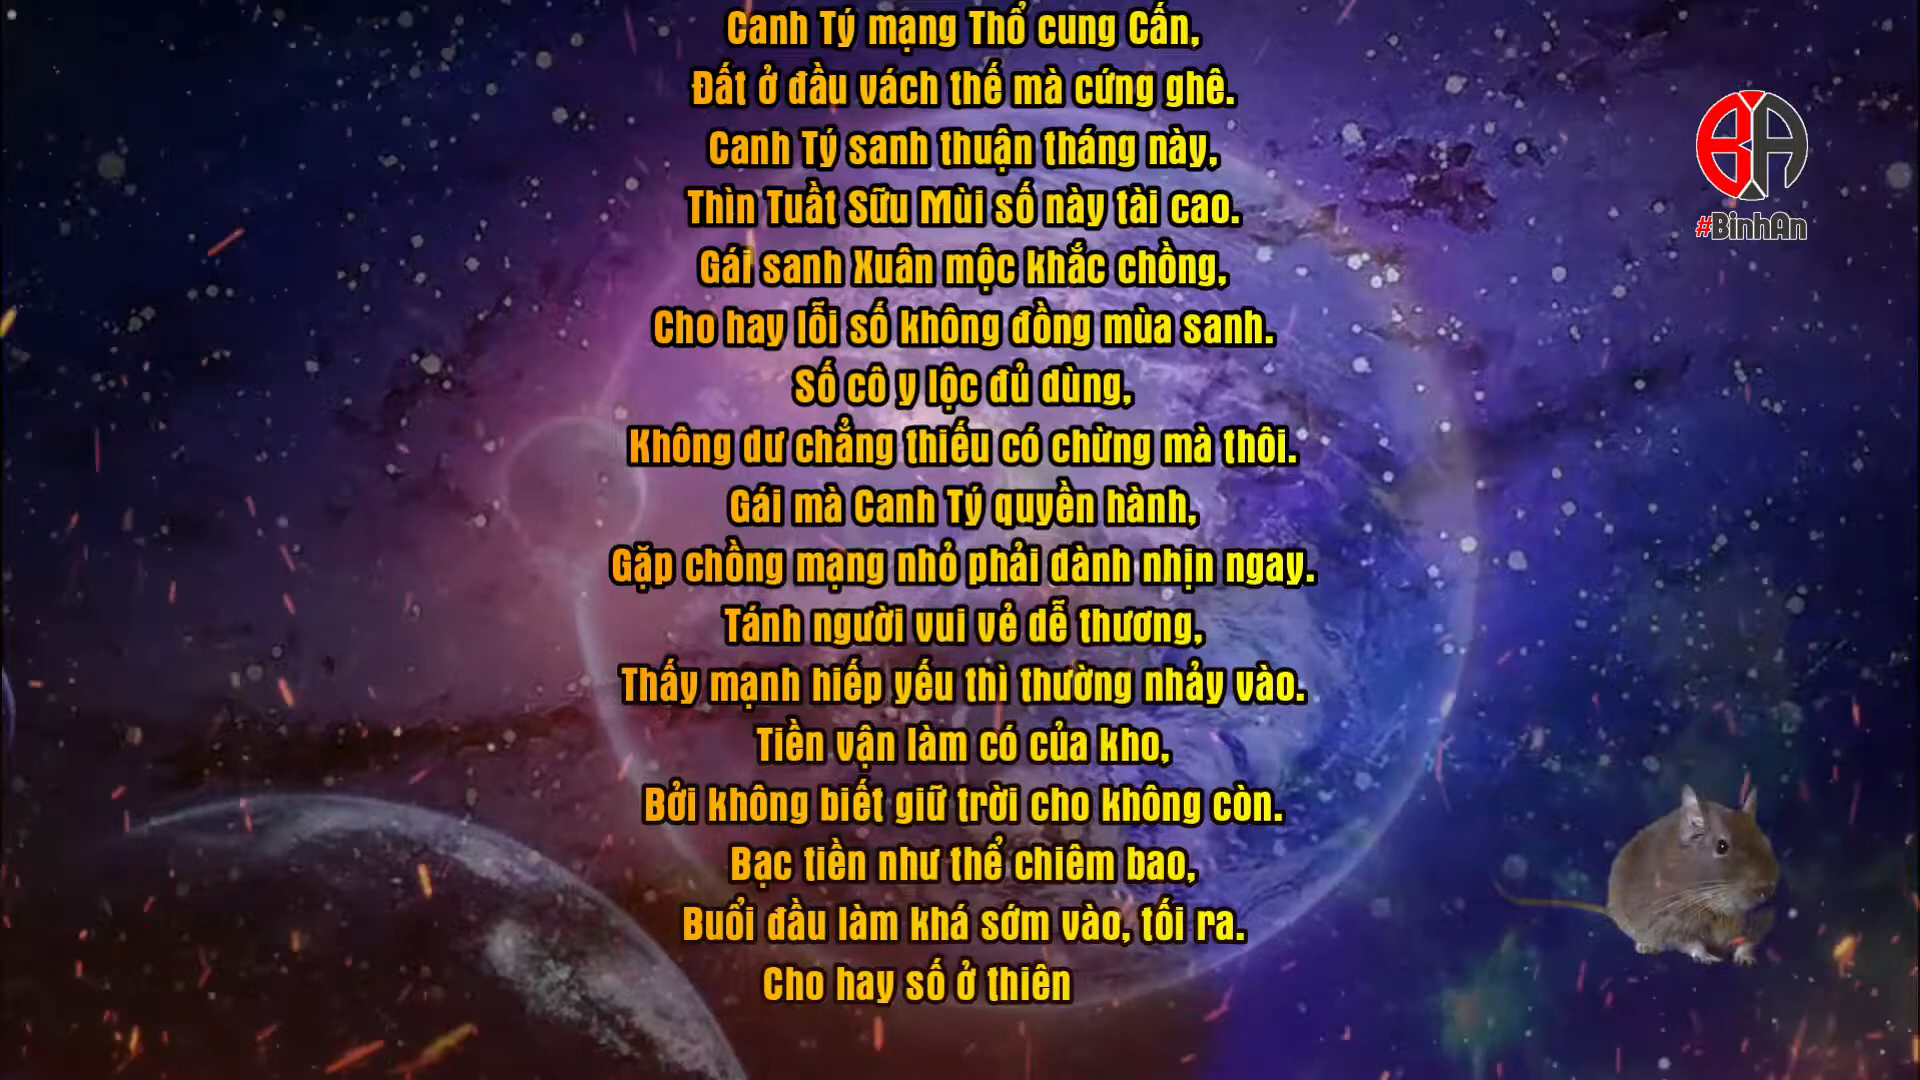 Canh Tý mạng Thổ cung Cấn,
Đất ở đầu vách thế mà cứng ghê.
Canh Tý sanh thuận tháng này,
Thìn Tuất Sữu Mùi số này tài cao.
Gái sanh Xuân mộc khắc chồng,
Cho hay lỗi số không đồng mùa sanh.
Số cô y lộc đủ dùng,
Không dư chẳng thiếu có chừng mà thôi.
Gái mà Canh Tý quyền hành,
Gặp chồng mạng nhỏ phải dành nhịn ngay.
Tánh người vui vẻ dễ thương,
Thấy mạnh hiếp yếu thì thường nhảy vào.
Tiền vận làm có của kho,
Bởi không biết giữ trời cho không còn.
Bạc tiền như thể chiêm bao,
Buổi đầu làm khá sớm vào, tối ra.
Cho hay số ở thiên
BA
#BinhAn